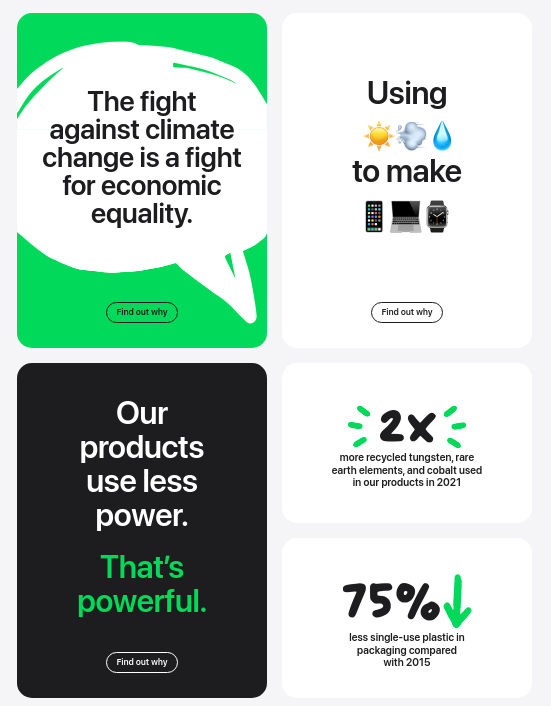 The fight
against climate
change is a fight
for economic
equality.
Find out why
Using
☀️💨💧
to make
📱💻⌚
Find out why
Our
products
use less
power.
That's
powerful.
Find out why
2x
more recycled tungsten, rare
earth elements, and cobalt used
in our products in 2021
75%↓
less single-use plastic in
packaging compared
with 2015